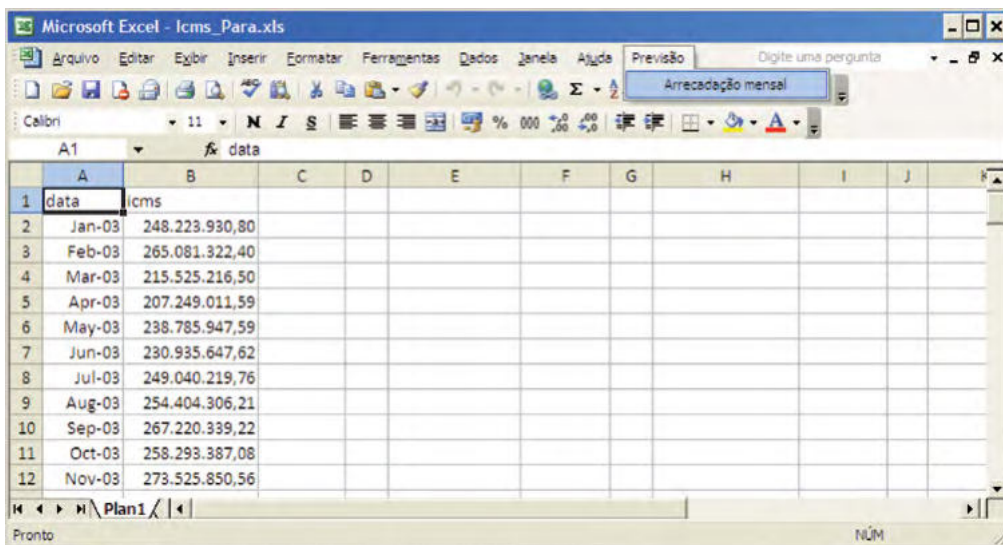 Microsoft Excel - Icms_Para.xls
Arquivo Editar Exibir Inserir Formatar Ferramentas Dados Janela Ajuda Previsão Digite uma pergunta
Arrecadação mensal
Calibri 11 N I S % 000
A1 fx data
A B C D E F G H I J K
1 data icms
2 Jan-03 248.223.930,80
3 Feb-03 265.081.322,40
4 Mar-03 215.525.216,50
5 Apr-03 207.249.011,59
6 May-03 238.785.947,59
7 Jun-03 230.935.647,62
8 Jul-03 249.040.219,76
9 Aug-03 254.404.306,21
10 Sep-03 267.220.339,22
11 Oct-03 258.293.387,08
12 Nov-03 273.525.850,56
Plan1
Pronto NÚM